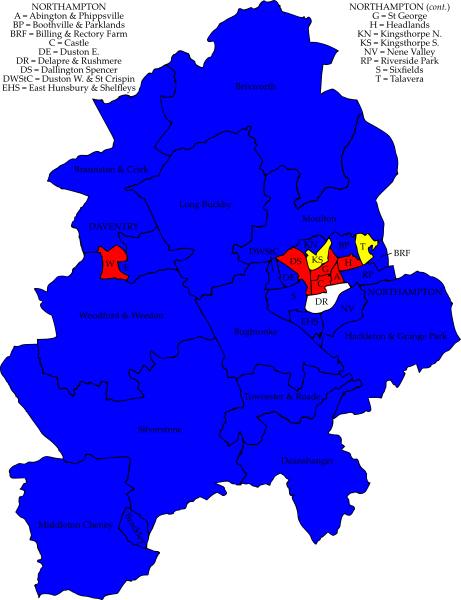 NORTHAMPTON
A = Abington & Phippsville
BP = Boothville & Parklands
BRF = Billing & Rectory Farm
C = Castle
DE = Duston E.
DR = Delapre & Rushmere
DS = Dallington Spencer
DWStC = Duston W. & St Crispin
EHS = East Hunsbury & Shelfleys
NORTHAMPTON (cont.)
G = St George
H = Headlands
KN = Kingsthorpe N.
KS = Kingsthorpe S.
NV = Nene Valley
RP = Riverside Park
S = Sixfields
T = Talavera
Brixworth
Braunston & Crick
Long Buckby
Moulton
DAVENTRY
W
DWStC
KN
BP
T
BRF
KS
DS
G
H
RP
DE
C
A
S
DR
NV
EHS
NORTHAMPTON
Woodford & Weedon
Bugbrooke
Hackleton & Grange Park
Towcester & Roade
Silverstone
Deanshanger
Middleton Cheney
Brackley